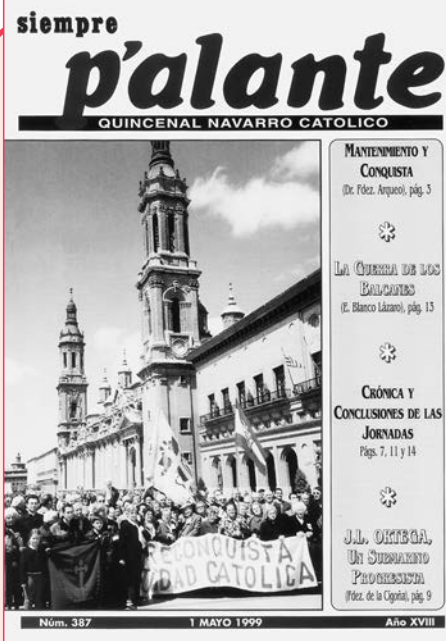 siempre
p'alante
QUINCENAL NAVARRO CATOLICO
MANTENIMIENTO Y
CONQUISTA
(Dr. Fdez. Arqueo), pág. 3
*
LA GUERRA DE LOS
BALCANES
(E. Blanco Lázaro), pág. 13
*
CRÓNICA Y
CONCLUSIONES DE LAS
JORNADAS
Págs. 7, 11 y 14
*
J.L. ORTEGA,
UN SUBMARINO
PROGRESISTA
(Fdez. de la Cigoña), pág. 9
RECONQUISTA
UNIDAD CATOLICA
Núm. 387 1 MAYO 1999 Año XVIII